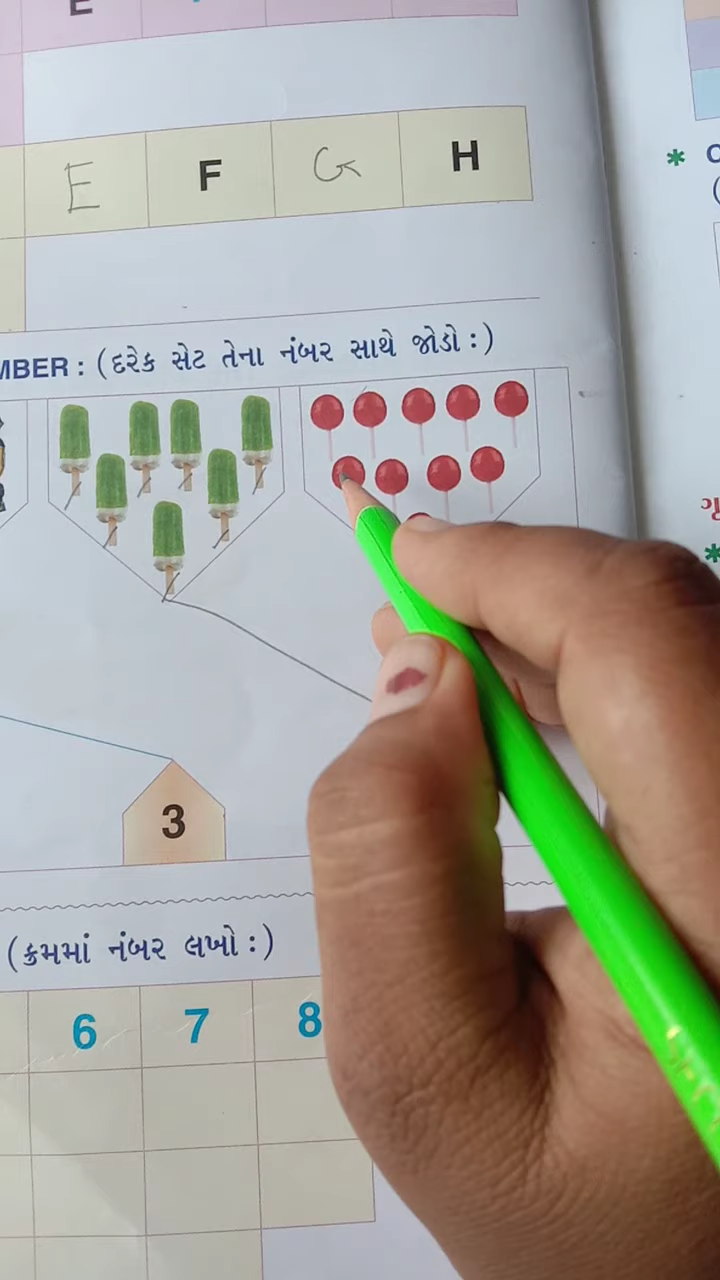 E
E F G H
MBER : (દરેક સેટ તેના નંબર સાથે જોડો :)
3
(ક્રમમાં નંબર લખો :)
6 7 8